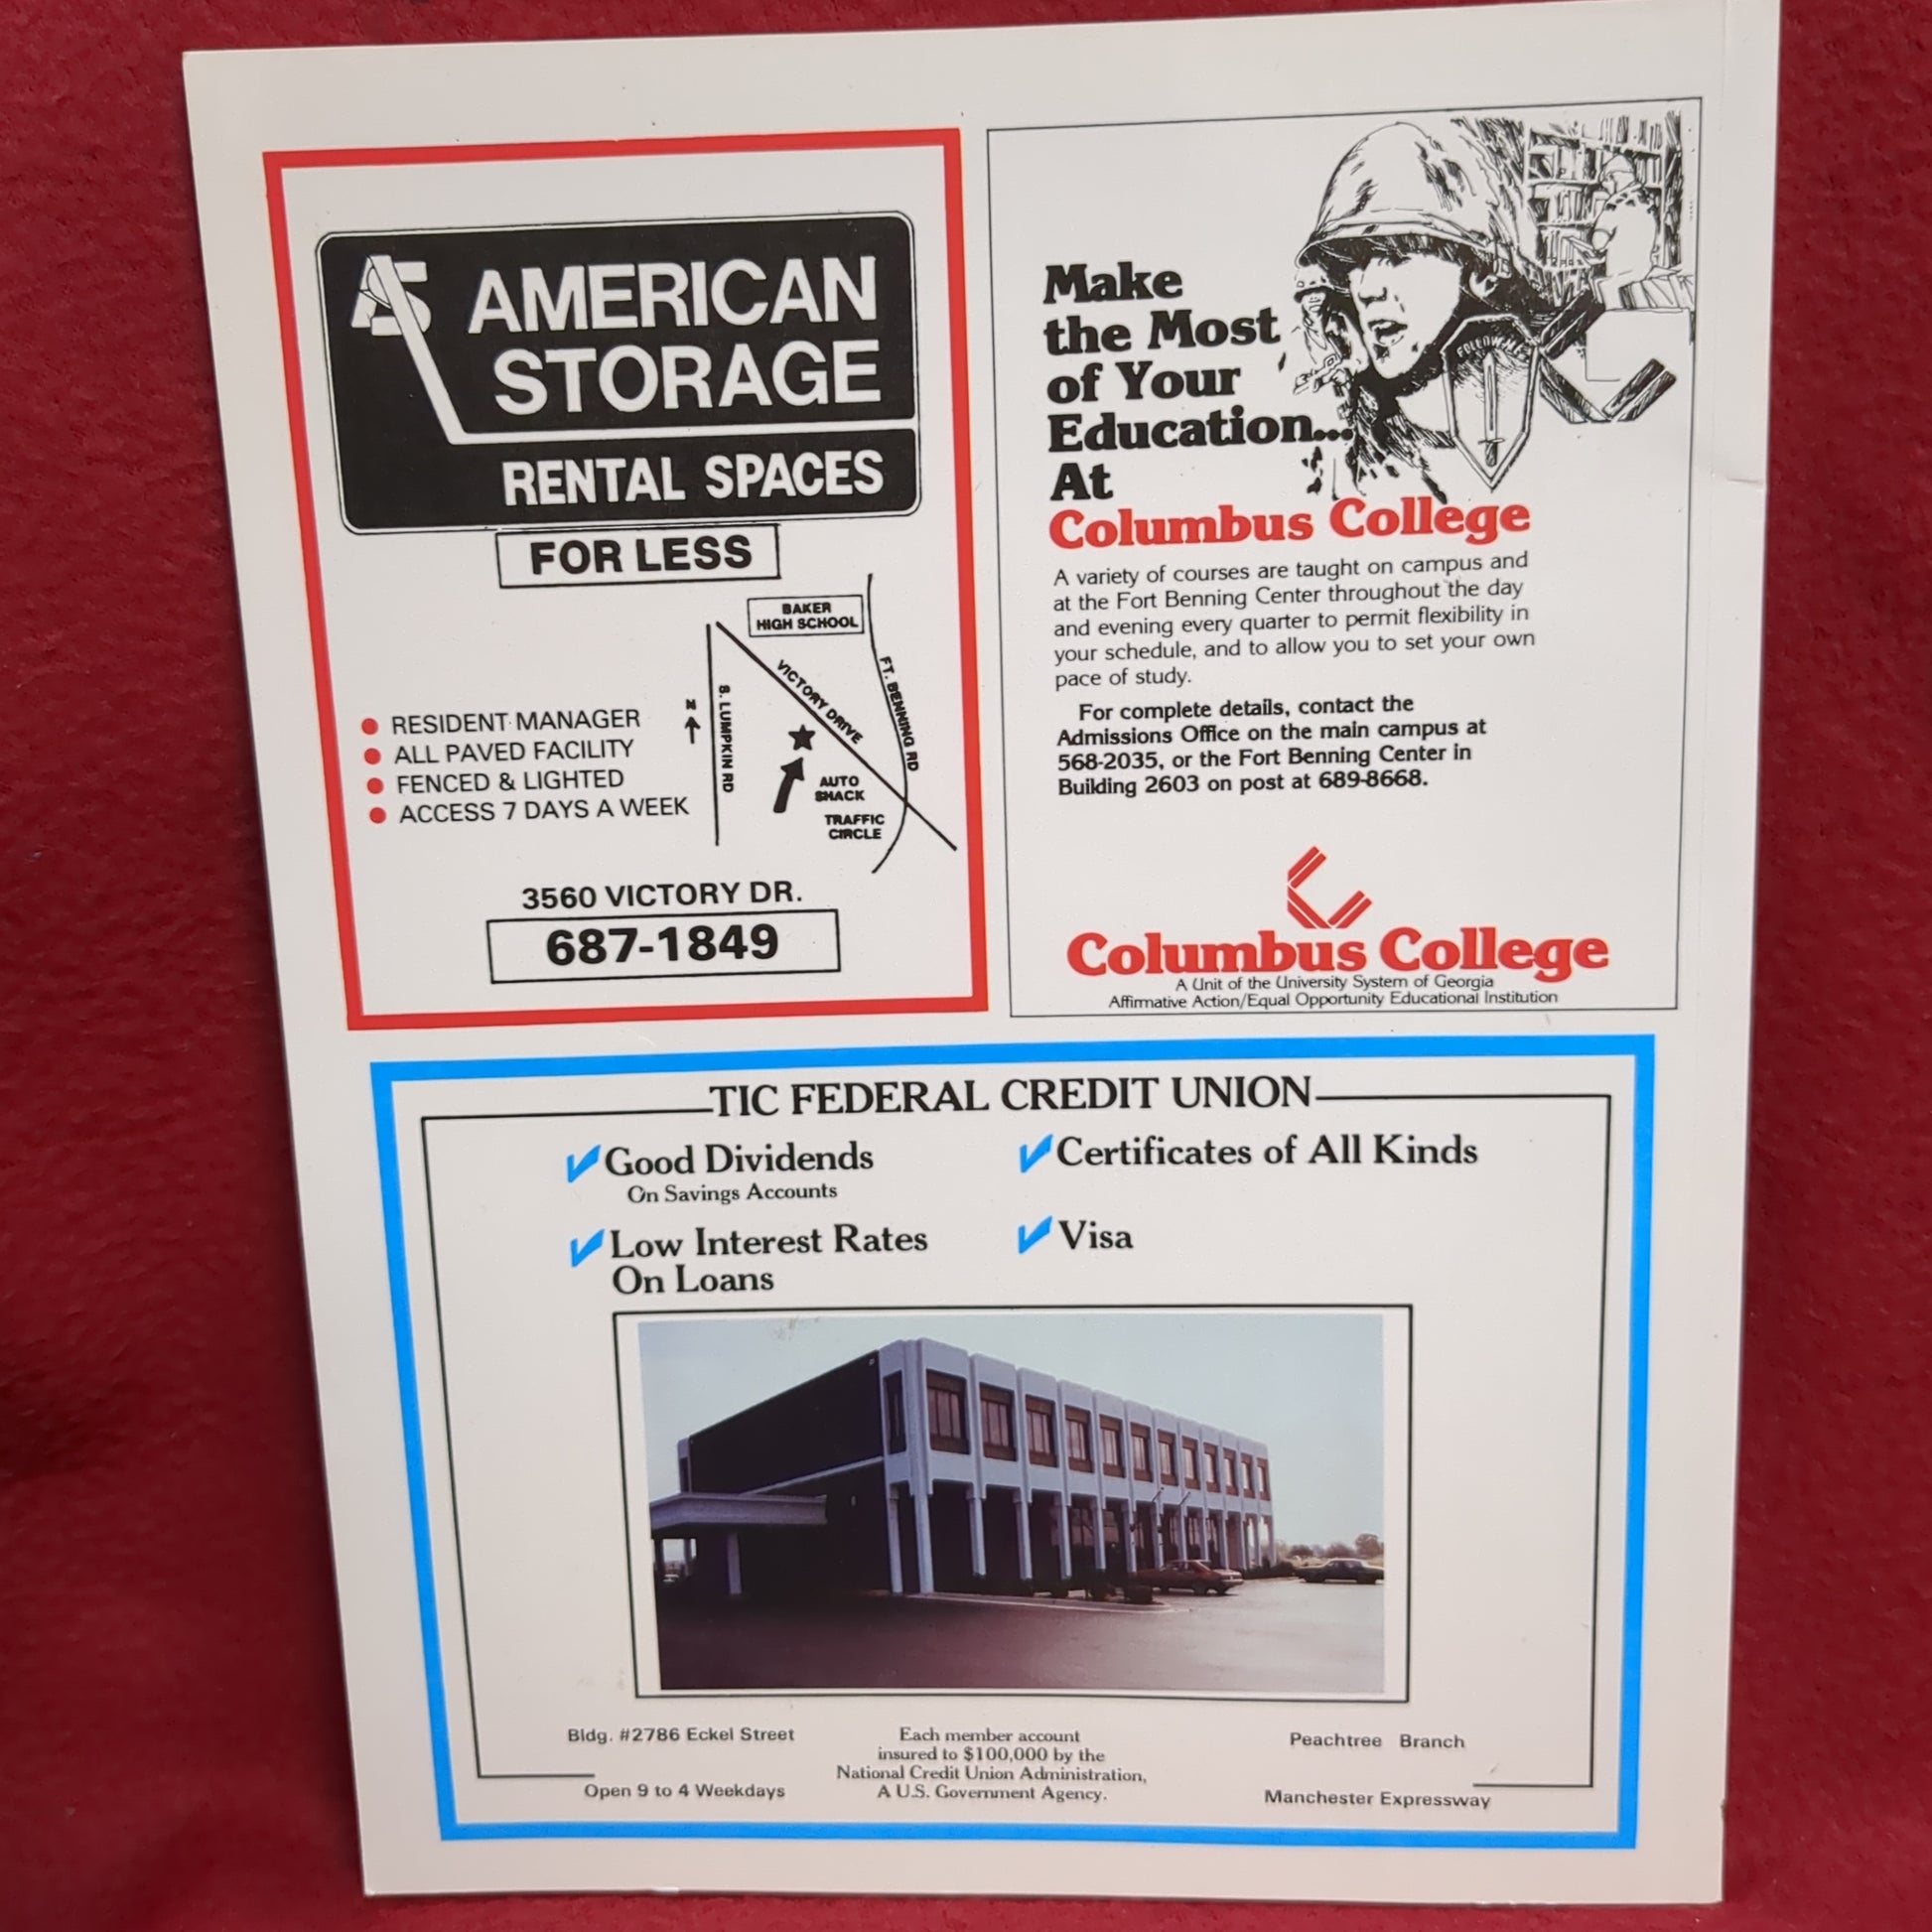 AS AMERICAN
STORAGE
RENTAL SPACES
FOR LESS
BAKER
HIGH SCHOOL
FT. BENNING RD
VICTORY DRIVE
S. LUMPKIN RD
N
AUTO
SHACK
TRAFFIC
CIRCLE
RESIDENT MANAGER
ALL PAVED FACILITY
FENCED & LIGHTED
ACCESS 7 DAYS A WEEK
3560 VICTORY DR.
687-1849
FOLLOW ME
Make
the Most
of Your
Education...
At
Columbus College
A variety of courses are taught on campus and
at the Fort Benning Center throughout the day
and evening every quarter to permit flexibility in
your schedule, and to allow you to set your own
pace of study.
For complete details, contact the
Admissions Office on the main campus at
568-2035, or the Fort Benning Center in
Building 2603 on post at 689-8668.
Columbus College
A Unit of the University System of Georgia
Affirmative Action/Equal Opportunity Educational Institution
TIC FEDERAL CREDIT UNION
Good Dividends
On Savings Accounts
Low Interest Rates
On Loans
Certificates of All Kinds
Visa
Bldg. #2786 Eckel Street
Open 9 to 4 Weekdays
Each member account
insured to $100,000 by the
National Credit Union Administration,
A U.S. Government Agency.
Peachtree Branch
Manchester Expressway